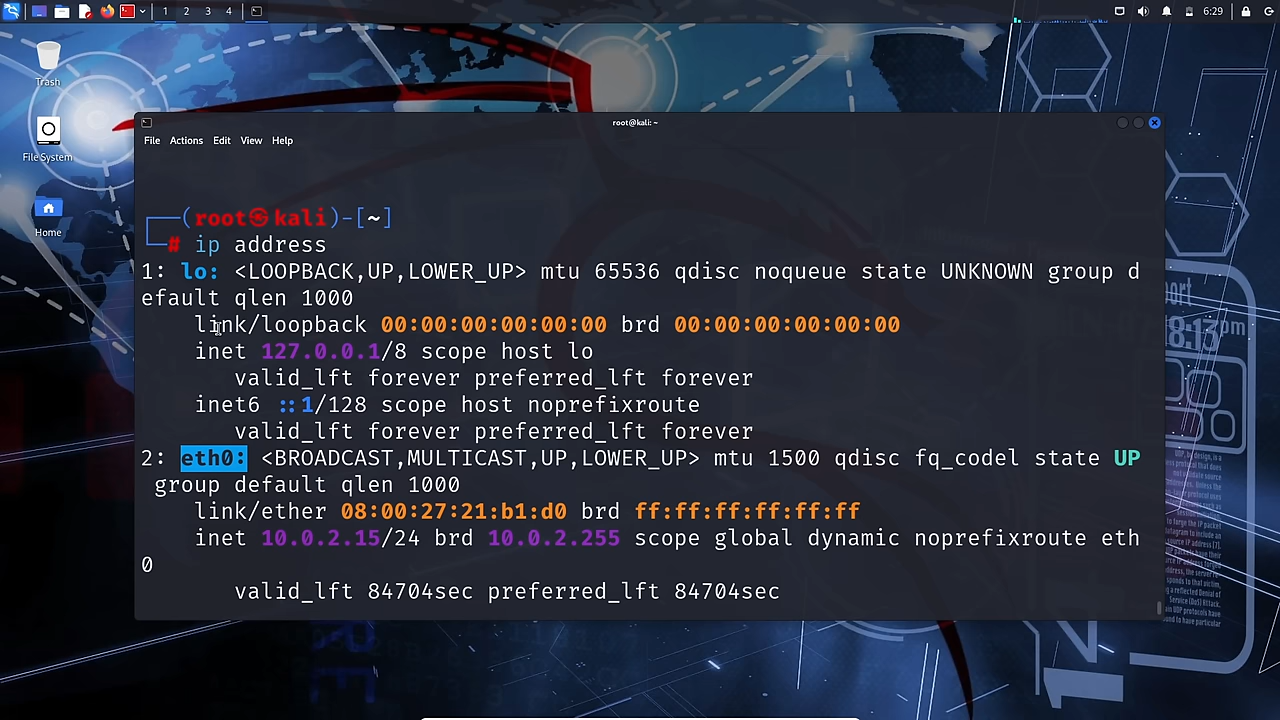 1 2 3 4
6:29
Trash
File System
Home
root@kali: ~
File Actions Edit View Help
┌──(root㉿kali)-[~]
└─# ip address
1: lo: <LOOPBACK,UP,LOWER_UP> mtu 65536 qdisc noqueue state UNKNOWN group d
efault qlen 1000
link/loopback 00:00:00:00:00:00 brd 00:00:00:00:00:00
inet 127.0.0.1/8 scope host lo
valid_lft forever preferred_lft forever
inet6 ::1/128 scope host noprefixroute
valid_lft forever preferred_lft forever
2: eth0: <BROADCAST,MULTICAST,UP,LOWER_UP> mtu 1500 qdisc fq_codel state UP
group default qlen 1000
link/ether 08:00:27:21:b1:d0 brd ff:ff:ff:ff:ff:ff
inet 10.0.2.15/24 brd 10.0.2.255 scope global dynamic noprefixroute eth
0
valid_lft 84704sec preferred_lft 84704sec